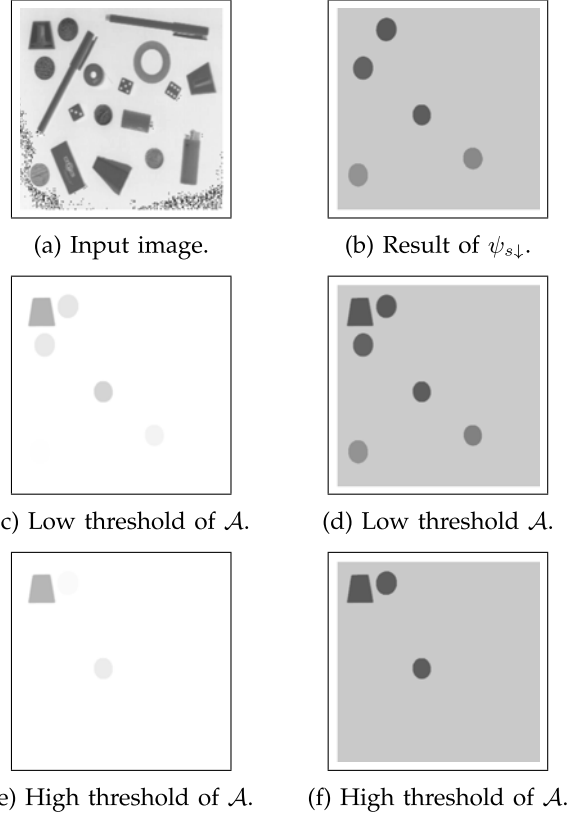 (a) Input image.
(b) Result of ψs↓.
c) Low threshold of 𝒜.
(d) Low threshold 𝒜.
e) High threshold of 𝒜.
(f) High threshold of 𝒜.